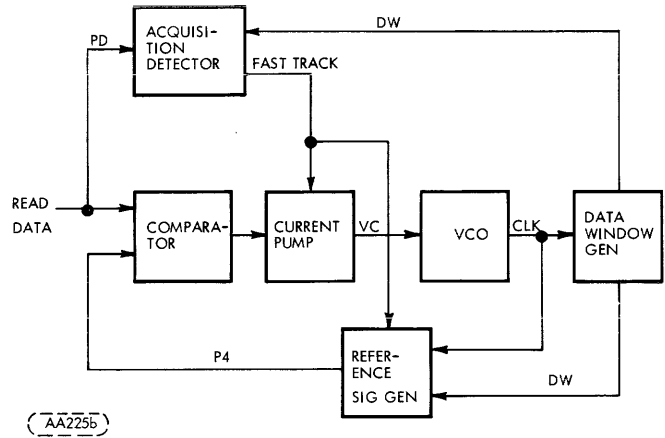 DW
PD
ACQUISI-
TION
DETECTOR
FAST TRACK
READ
DATA
COMPARA-
TOR
CURRENT
PUMP
VC
VCO
CLK
DATA
WINDOW
GEN
P4
REFER-
ENCE
SIG GEN
DW
AA225b